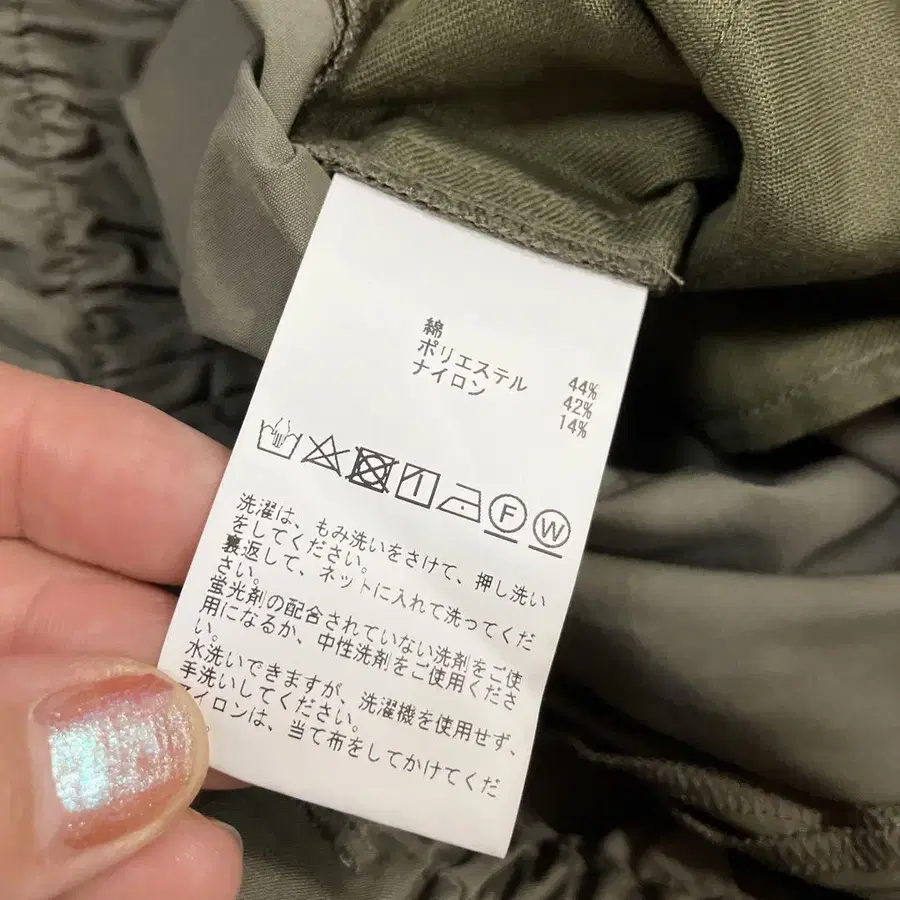 綿 44%
ポリエステル 42%
ナイロン 14%
F W
洗濯は、もみ洗いをさけて、押し洗い
をしてください。
裏返して、ネットに入れて洗ってくだ
さい。
蛍光剤の配合されていない洗剤をご使
用になるか、中性洗剤をご使用くださ
い。
水洗いできますが、洗濯機を使用せず、
手洗いしてください。
アイロンは、当て布をしてかけてくだ